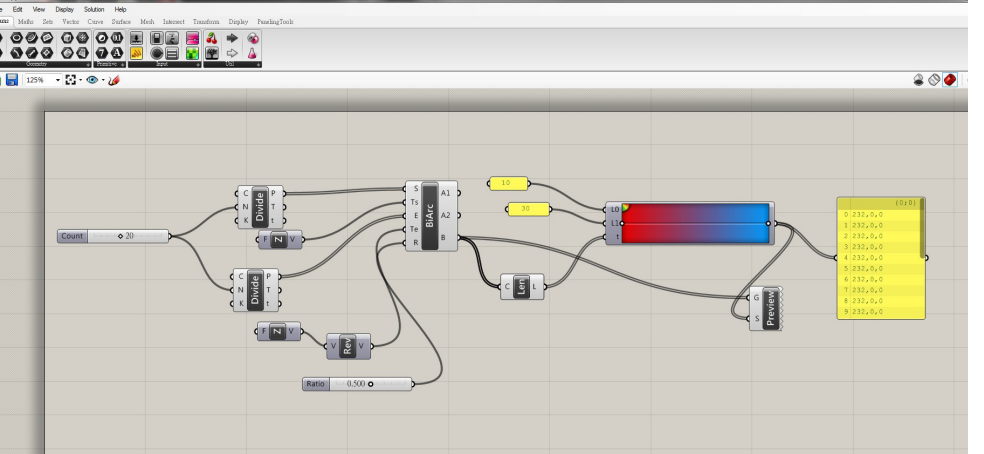 Edit View Display Solution Help
Maths Sets Vector Curve Surface Mesh Intersect Transform Display PanelingTools
Geometry Primitive Input Util
125%
Count 20
C N K Divide P T t
F Z V
C N K Divide P T t
F Z V
V Rev V
Ratio 0.500
S Ts E Te R BiArc A1 A2 B
10
30
C Len L
L0 L1 t
G S Preview
{0;0}
0 232,0,0
1 232,0,0
2 232,0,0
3 232,0,0
4 232,0,0
5 232,0,0
6 232,0,0
7 232,0,0
8 232,0,0
9 232,0,0